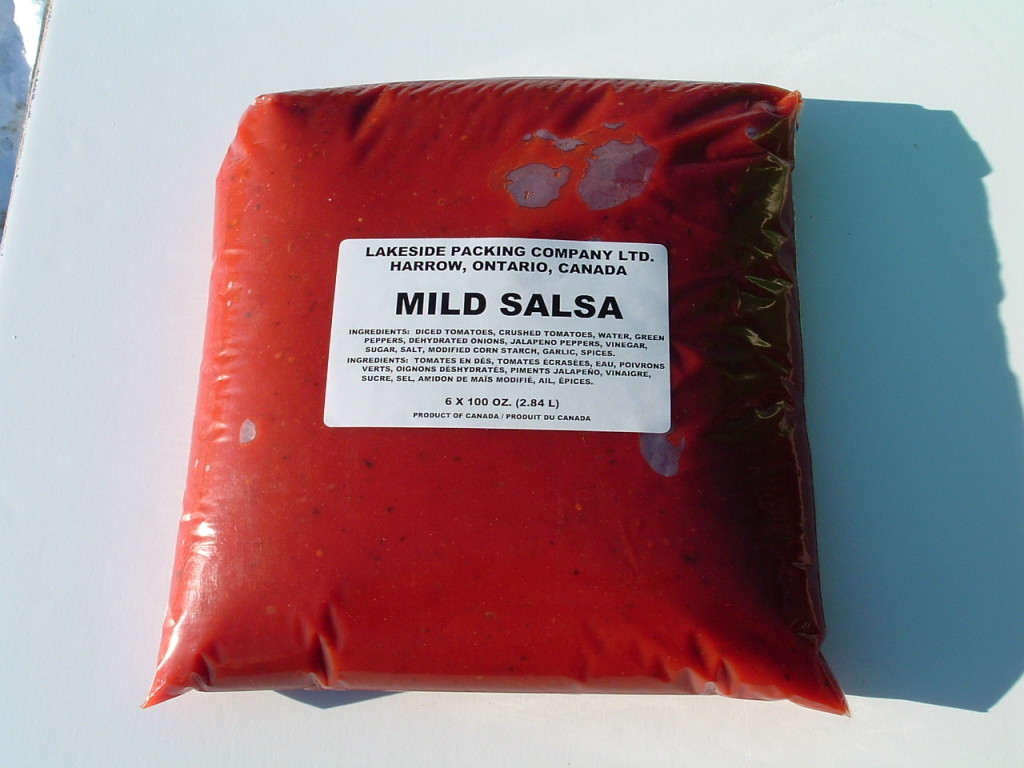 LAKESIDE PACKING COMPANY LTD.
HARROW, ONTARIO, CANADA
MILD SALSA
INGREDIENTS: DICED TOMATOES, CRUSHED TOMATOES, WATER, GREEN
PEPPERS, DEHYDRATED ONIONS, JALAPENO PEPPERS, VINEGAR,
SUGAR, SALT, MODIFIED CORN STARCH, GARLIC, SPICES.
INGREDIENTS: TOMATES EN DÉS, TOMATES ÉCRASÉES, EAU, POIVRONS
VERTS, OIGNONS DÉSHYDRATÉS, PIMENTS JALAPEÑO, VINAIGRE,
SUCRE, SEL, AMIDON DE MAÏS MODIFIÉ, AIL, ÉPICES.
6 X 100 OZ. (2.84 L)
PRODUCT OF CANADA / PRODUIT DU CANADA